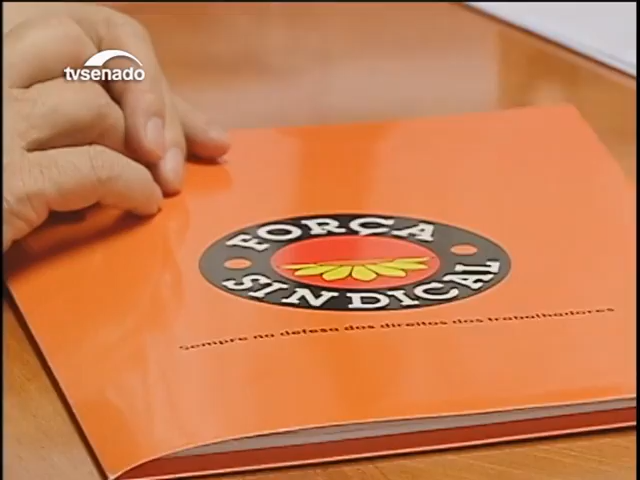 tvsenado
FORÇA
SINDICAL
Sempre na defesa dos direitos dos trabalhadores